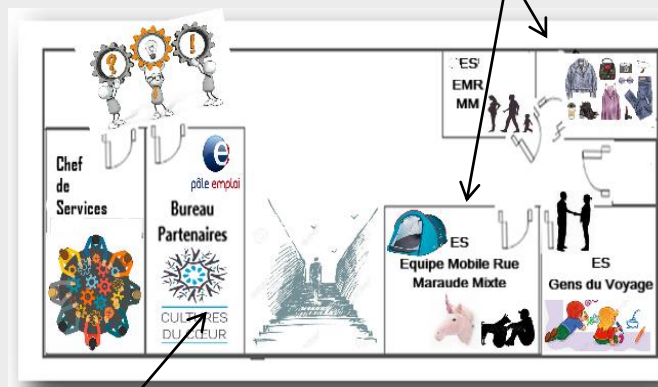 Chef
de
Services
e
pôle emploi
Bureau
Partenaires
CULTURES
DU CŒUR
ES
EMR
MM
ES
Equipe Mobile Rue
Maraude Mixte
ES
Gens du Voyage
? !